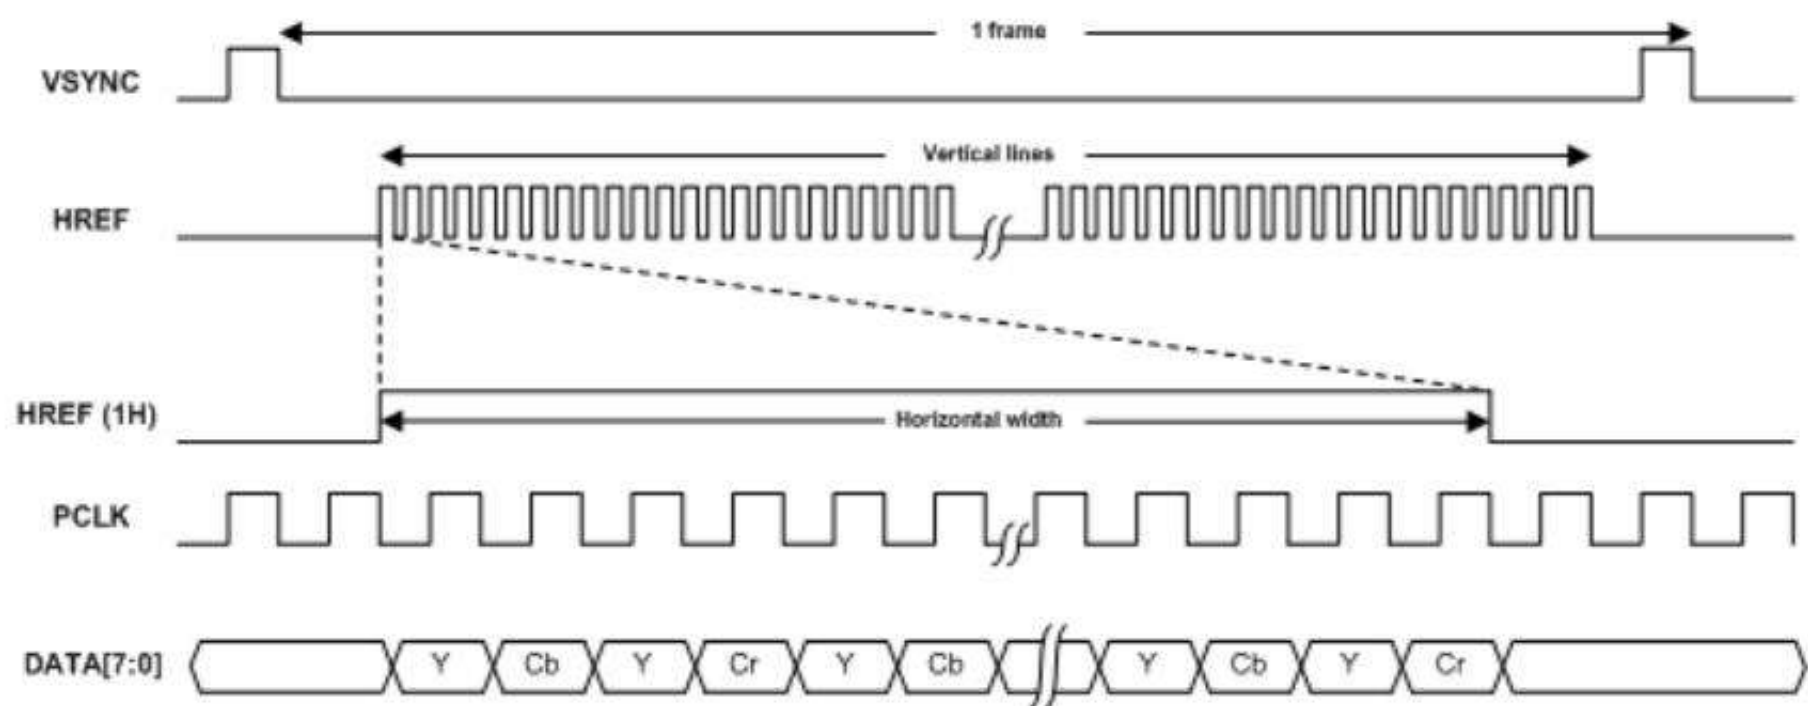 1 frame
VSYNC
Vertical lines
HREF
HREF (1H)
Horizontal width
PCLK
DATA[7:0]
Y Cb Y Cr Y Cb Y Cb Y Cr